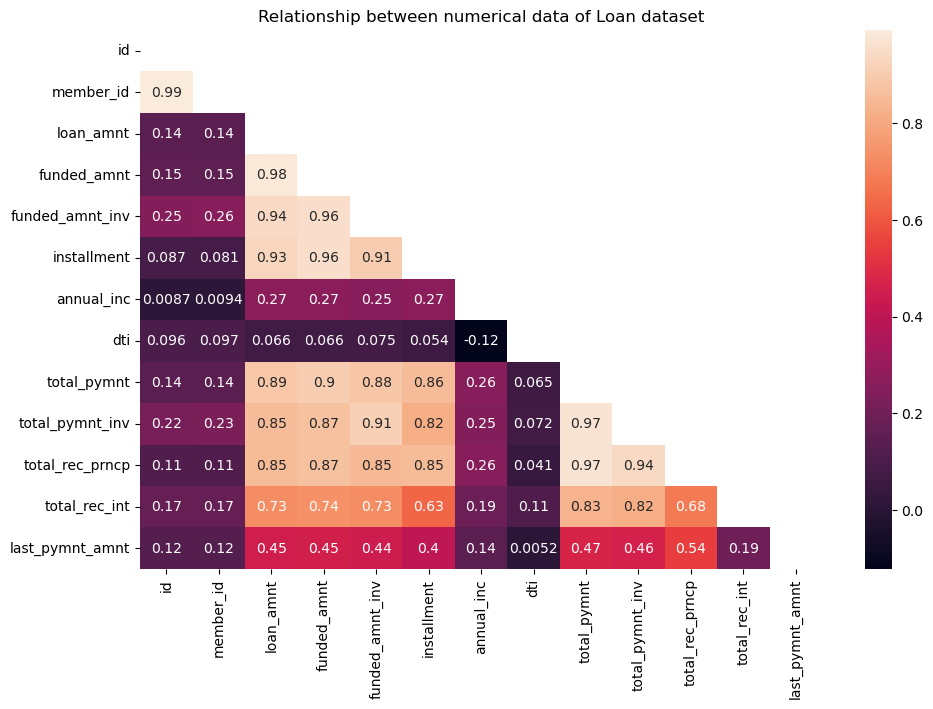 Relationship between numerical data of Loan dataset
id
member_id 0.99
loan_amnt 0.14 0.14
funded_amnt 0.15 0.15 0.98
funded_amnt_inv 0.25 0.26 0.94 0.96
installment 0.087 0.081 0.93 0.96 0.91
annual_inc 0.0087 0.0094 0.27 0.27 0.25 0.27
dti 0.096 0.097 0.066 0.066 0.075 0.054 -0.12
total_pymnt 0.14 0.14 0.89 0.9 0.88 0.86 0.26 0.065
total_pymnt_inv 0.22 0.23 0.85 0.87 0.91 0.82 0.25 0.072 0.97
total_rec_prncp 0.11 0.11 0.85 0.87 0.85 0.85 0.26 0.041 0.97 0.94
total_rec_int 0.17 0.17 0.73 0.74 0.73 0.63 0.19 0.11 0.83 0.82 0.68
last_pymnt_amnt 0.12 0.12 0.45 0.45 0.44 0.4 0.14 0.0052 0.47 0.46 0.54 0.19
id
member_id
loan_amnt
funded_amnt
funded_amnt_inv
installment
annual_inc
dti
total_pymnt
total_pymnt_inv
total_rec_prncp
total_rec_int
last_pymnt_amnt
0.8
0.6
0.4
0.2
0.0